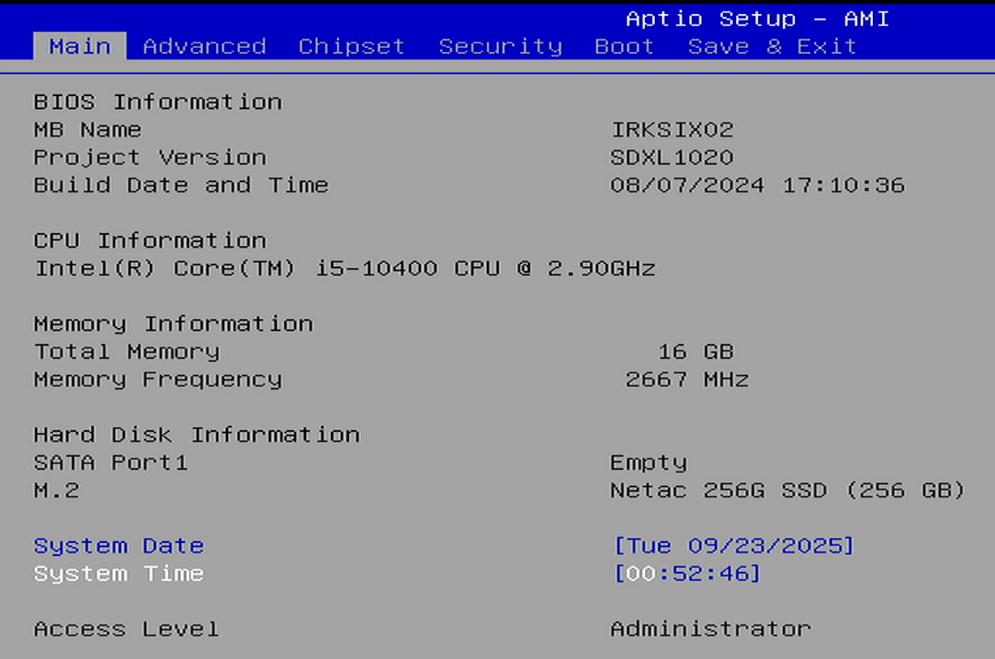 Aptio Setup – AMI
Main Advanced Chipset Security Boot Save & Exit
BIOS Information
MB Name IRKSIX02
Project Version SDXL1020
Build Date and Time 08/07/2024 17:10:36
CPU Information
Intel(R) Core(TM) i5-10400 CPU @ 2.90GHz
Memory Information
Total Memory 16 GB
Memory Frequency 2667 MHz
Hard Disk Information
SATA Port1 Empty
M.2 Netac 256G SSD (256 GB)
System Date [Tue 09/23/2025]
System Time [00:52:46]
Access Level Administrator